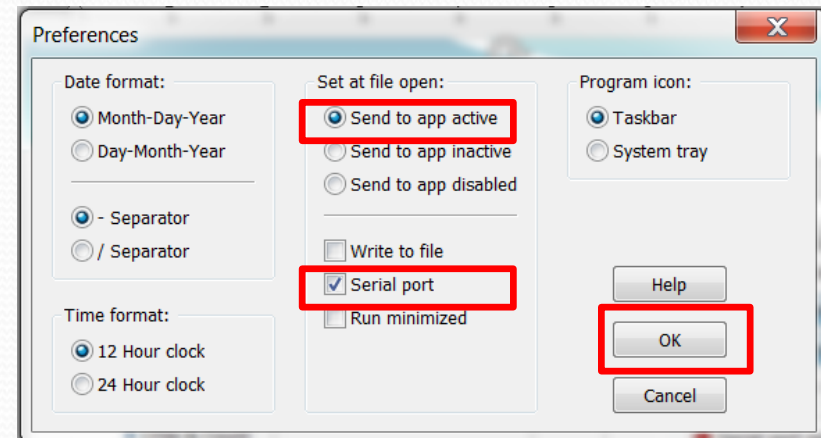 Preferences
Date format:
Month-Day-Year
Day-Month-Year
- Separator
/ Separator
Time format:
12 Hour clock
24 Hour clock
Set at file open:
Send to app active
Send to app inactive
Send to app disabled
Write to file
Serial port
Run minimized
Program icon:
Taskbar
System tray
Help
OK
Cancel